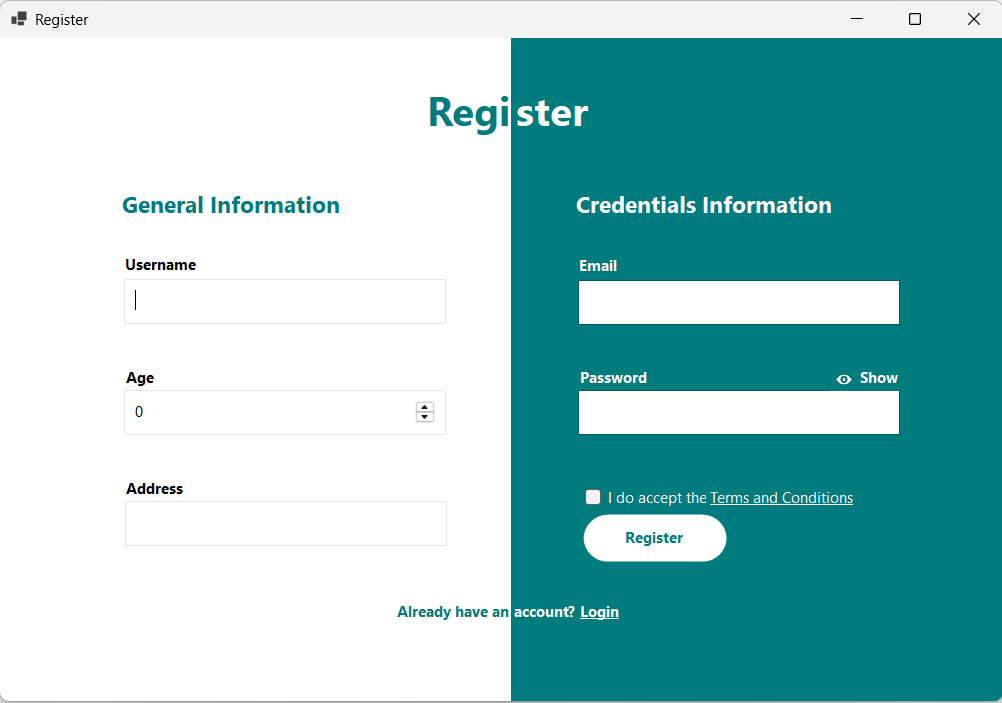 Register
Register
General Information
Credentials Information
Username
Email
Age
Password
Show
0
Address
I do accept the Terms and Conditions
Register
Already have an account? Login